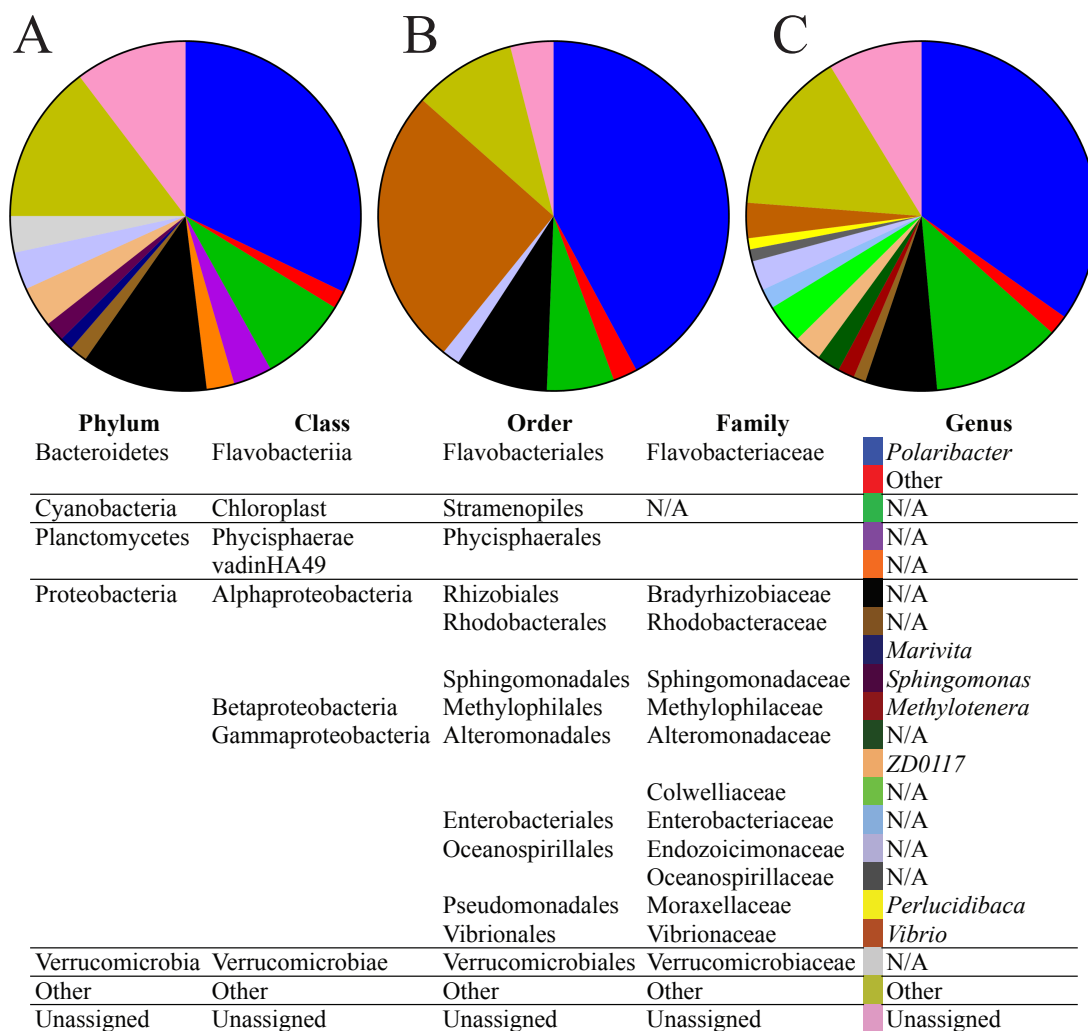 A B C
Phylum Class Order Family Genus
Bacteroidetes Flavobacteriia Flavobacteriales Flavobacteriaceae Polaribacter
Other
Cyanobacteria Chloroplast Stramenopiles N/A N/A
Planctomycetes Phycisphaerae Phycisphaerales N/A
vadinHA49 N/A
Proteobacteria Alphaproteobacteria Rhizobiales Bradyrhizobiaceae N/A
Rhodobacterales Rhodobacteraceae N/A
Marivita
Sphingomonadales Sphingomonadaceae Sphingomonas
Betaproteobacteria Methylophilales Methylophilaceae Methylotenera
Gammaproteobacteria Alteromonadales Alteromonadaceae N/A
ZD0117
Colwelliaceae N/A
Enterobacteriales Enterobacteriaceae N/A
Oceanospirillales Endozoicimonaceae N/A
Oceanospirillaceae N/A
Pseudomonadales Moraxellaceae Perlucidibaca
Vibrionales Vibrionaceae Vibrio
Verrucomicrobia Verrucomicrobiae Verrucomicrobiales Verrucomicrobiaceae N/A
Other Other Other Other Other
Unassigned Unassigned Unassigned Unassigned Unassigned